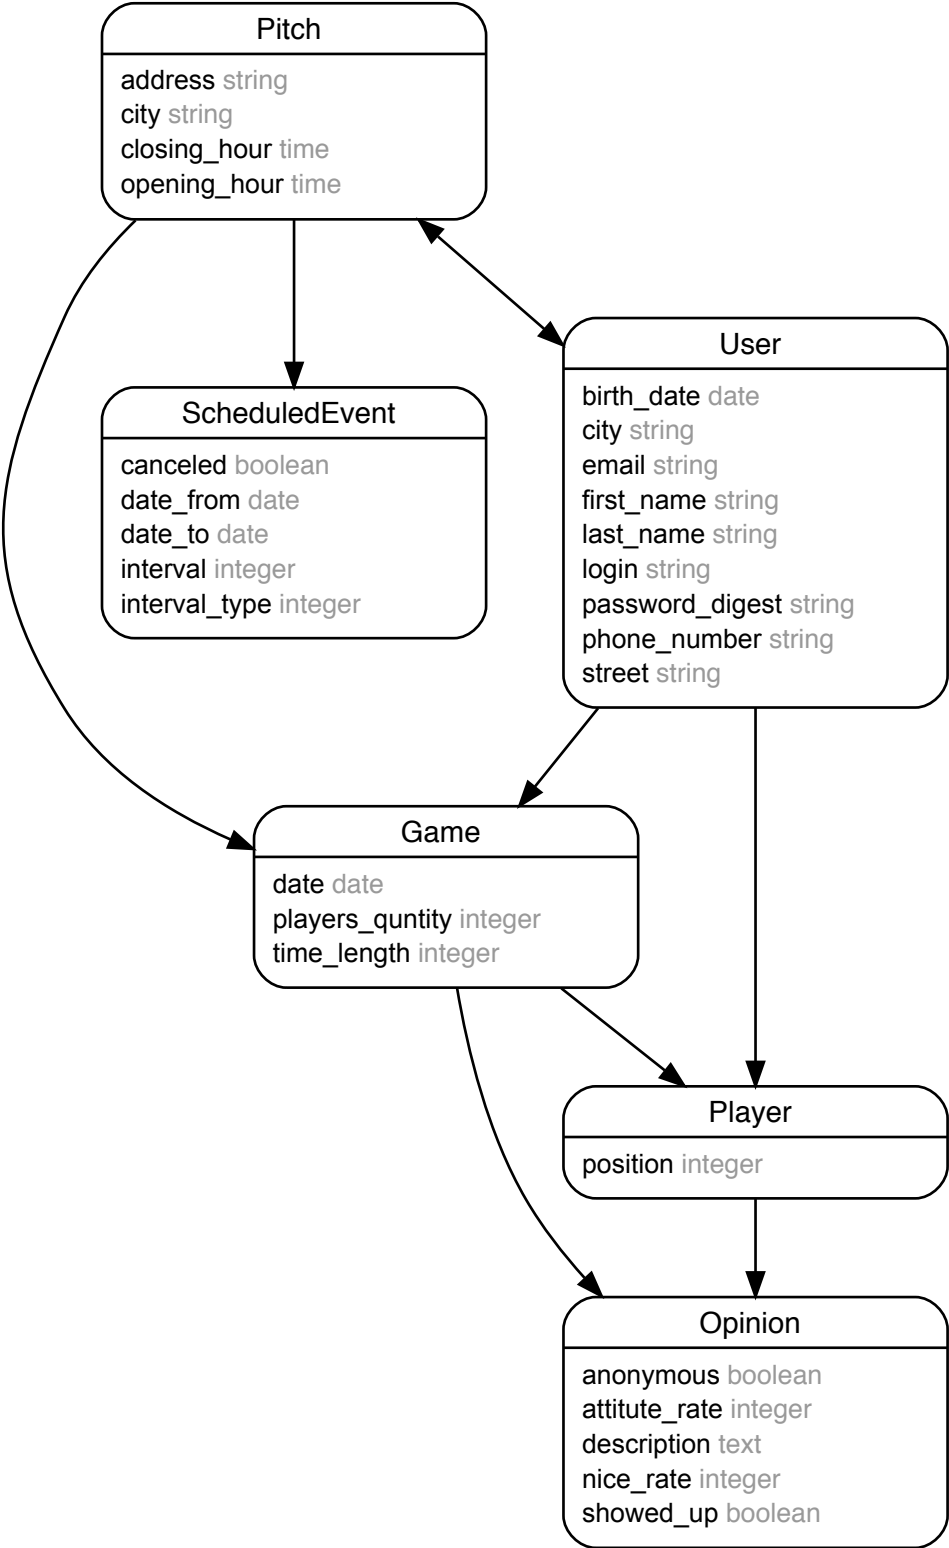 Pitch
address string
city string
closing_hour time
opening_hour time
User
birth_date date
city string
email string
first_name string
last_name string
login string
password_digest string
phone_number string
street string
ScheduledEvent
canceled boolean
date_from date
date_to date
interval integer
interval_type integer
Game
date date
players_quntity integer
time_length integer
Player
position integer
Opinion
anonymous boolean
attitute_rate integer
description text
nice_rate integer
showed_up boolean